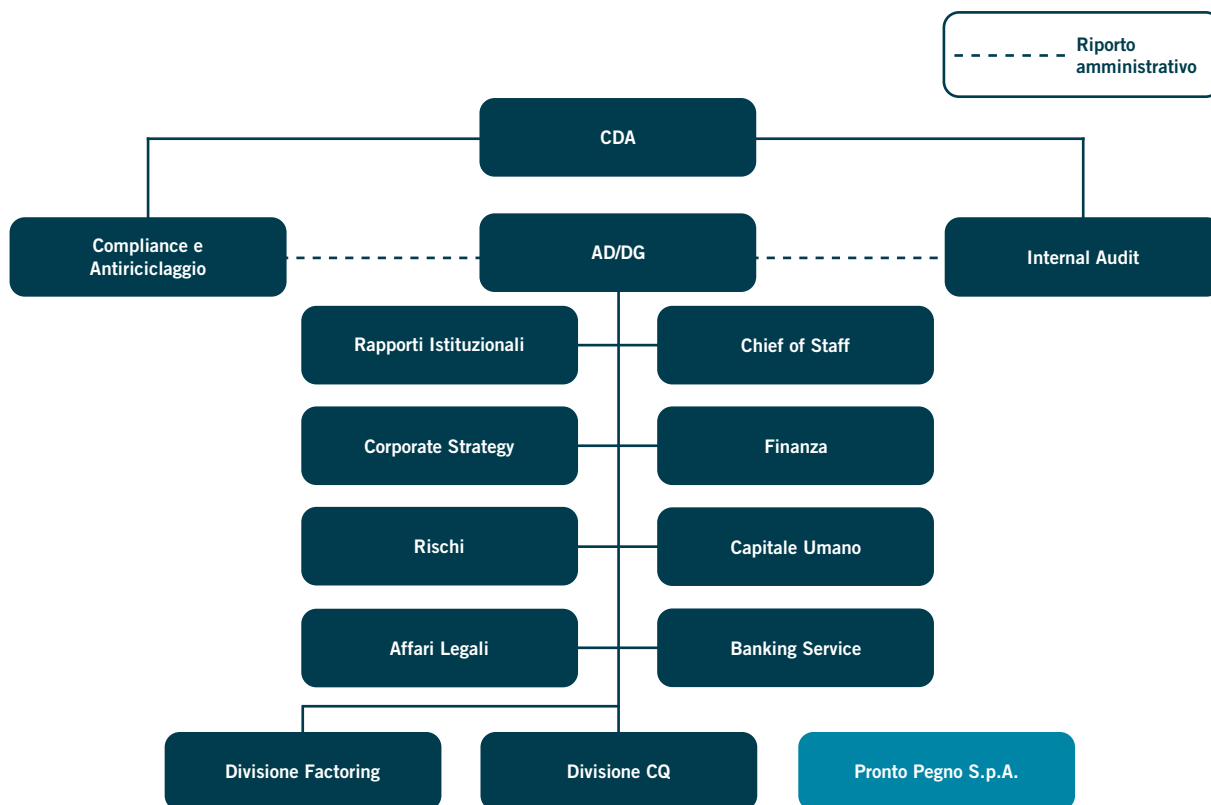 Riporto
amministrativo
CDA
Compliance e
Antiriciclaggio
AD/DG
Internal Audit
Rapporti Istituzionali
Chief of Staff
Corporate Strategy
Finanza
Rischi
Capitale Umano
Affari Legali
Banking Service
Divisione Factoring
Divisione CQ
Pronto Pegno S.p.A.